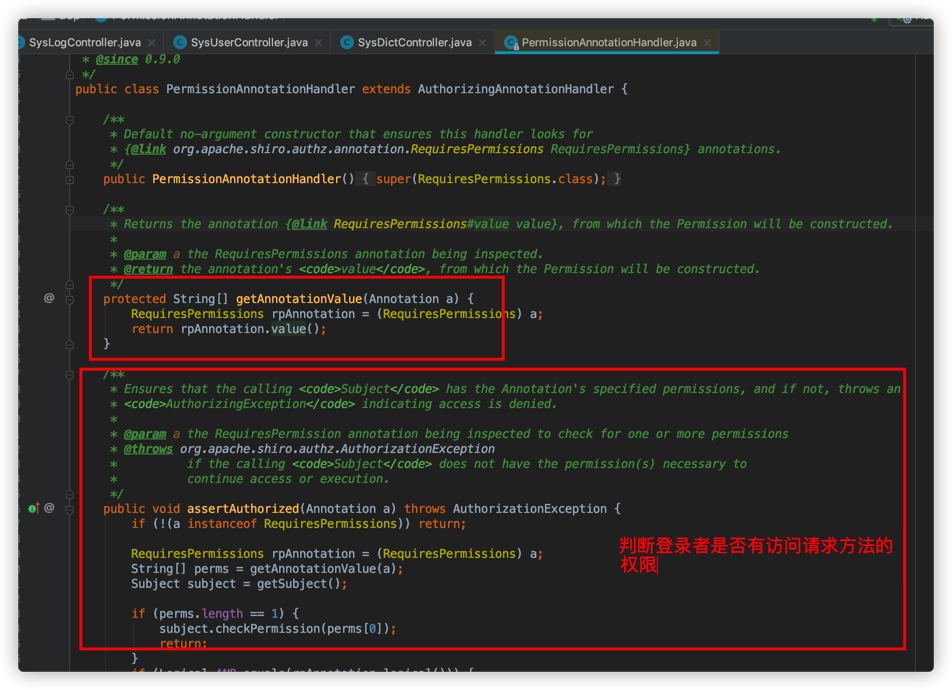 SysLogController.java × SysUserController.java × SysDictController.java × PermissionAnnotationHandler.java ×
* @since 0.9.0
*/
public class PermissionAnnotationHandler extends AuthorizingAnnotationHandler {
/**
* Default no-argument constructor that ensures this handler looks for
* {@link org.apache.shiro.authz.annotation.RequiresPermissions RequiresPermissions} annotations.
*/
public PermissionAnnotationHandler() { super(RequiresPermissions.class); }
/**
* Returns the annotation {@link RequiresPermissions#value value}, from which the Permission will be constructed.
*
* @param a the RequiresPermissions annotation being inspected.
* @return the annotation's <code>value</code>, from which the Permission will be constructed.
*/
protected String[] getAnnotationValue(Annotation a) {
RequiresPermissions rpAnnotation = (RequiresPermissions) a;
return rpAnnotation.value();
}
/**
* Ensures that the calling <code>Subject</code> has the Annotation's specified permissions, and if not, throws an
* <code>AuthorizingException</code> indicating access is denied.
*
* @param a the RequiresPermission annotation being inspected to check for one or more permissions
* @throws org.apache.shiro.authz.AuthorizationException
* if the calling <code>Subject</code> does not have the permission(s) necessary to
* continue access or execution.
*/
public void assertAuthorized(Annotation a) throws AuthorizationException {
if (!(a instanceof RequiresPermissions)) return;
RequiresPermissions rpAnnotation = (RequiresPermissions) a;
String[] perms = getAnnotationValue(a);
Subject subject = getSubject();
判断登录者是否有访问请求方法的
权限
if (perms.length == 1) {
subject.checkPermission(perms[0]);
return;
}